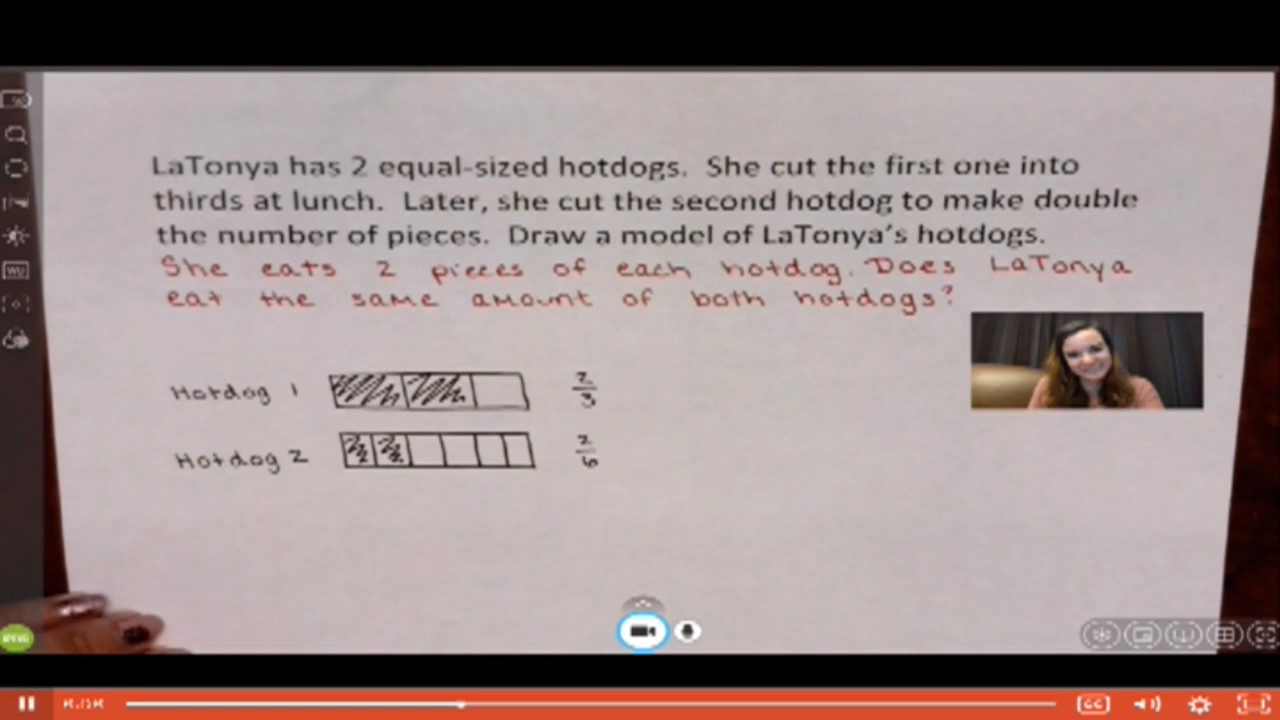 LaTonya has 2 equal-sized hotdogs. She cut the first one into
thirds at lunch. Later, she cut the second hotdog to make double
the number of pieces. Draw a model of LaTonya's hotdogs.
She eats 2 pieces of each hotdog. Does LaTonya
eat the same amount of both hotdogs?
Hotdog 1 2/3
Hotdog 2 2/6
CC